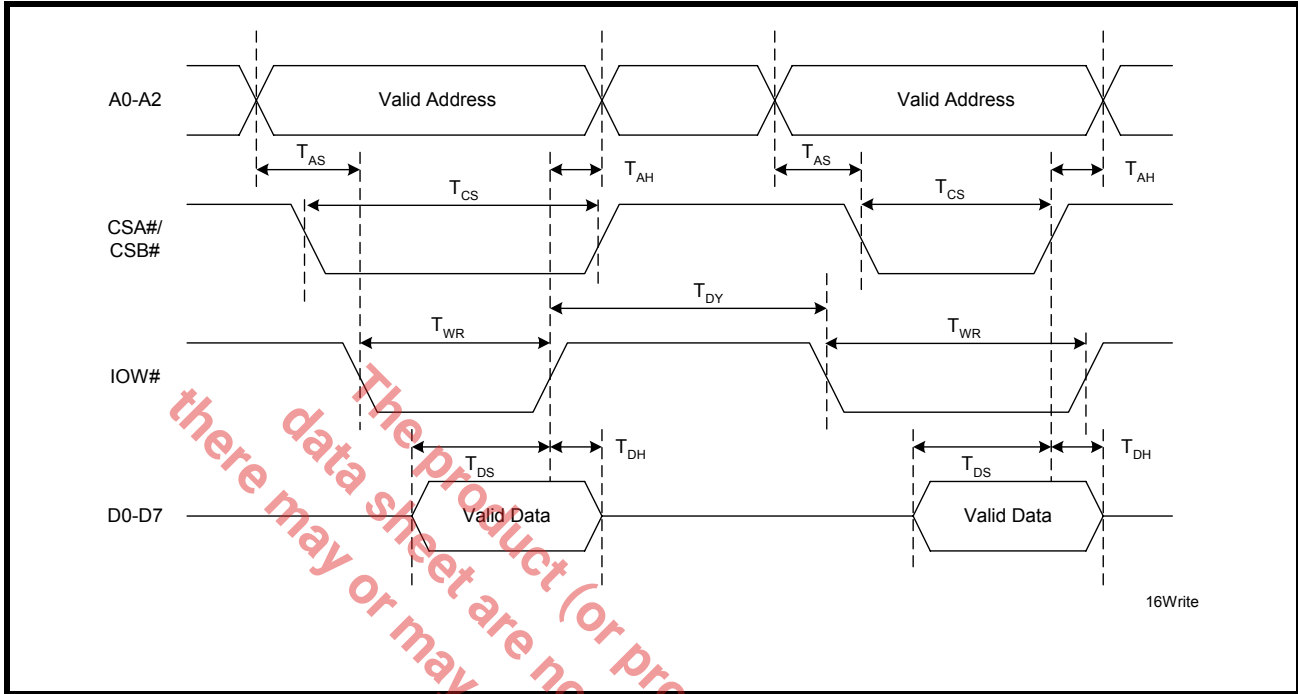 A0-A2
Valid Address
Valid Address
TAS
TAH
TAS
TAH
TCS
TCS
CSA#/
CSB#
TDY
TWR
TWR
IOW#
TDS
TDH
TDS
TDH
D0-D7
Valid Data
Valid Data
16Write
The product (or pro
data sheet are ne
there may or may